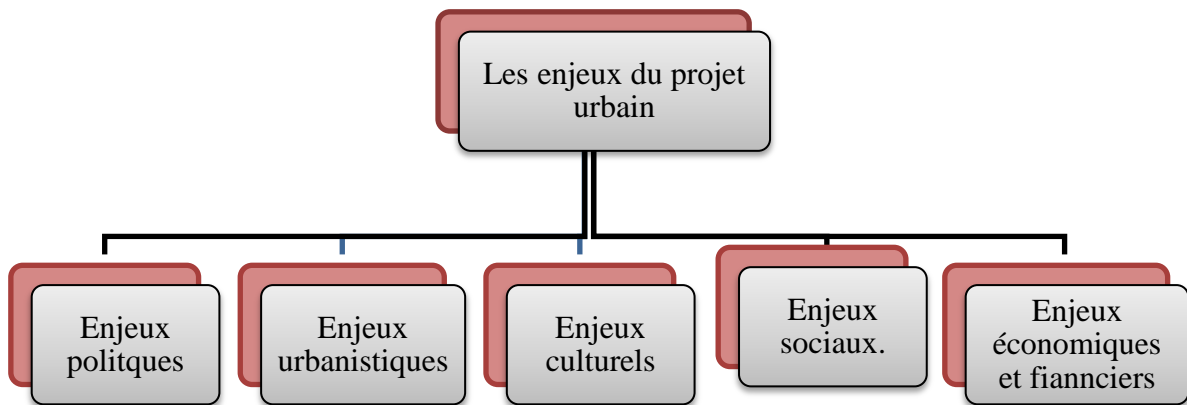 Les enjeux du projet
urbain
Enjeux
politques
Enjeux
urbanistiques
Enjeux
culturels
Enjeux
sociaux.
Enjeux
économiques
et fiannciers